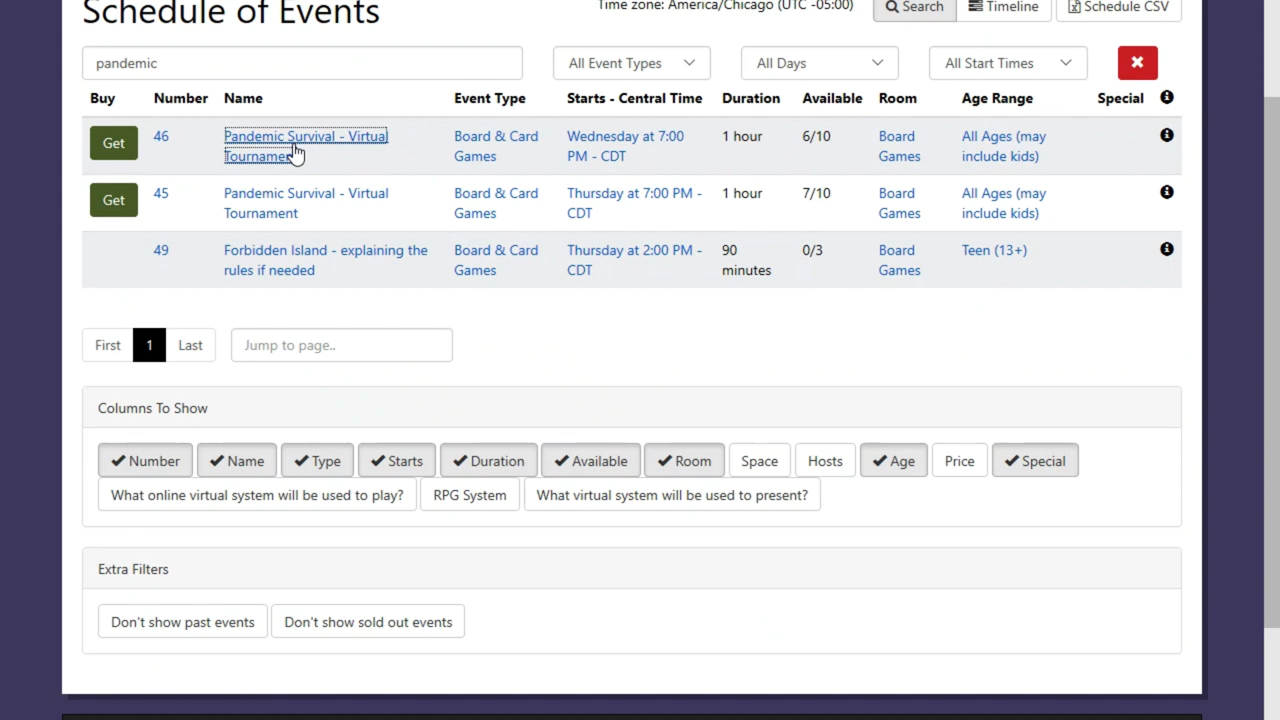 Schedule of Events
Time zone: America/Chicago (UTC -05:00)
Search
Timeline
Schedule CSV
pandemic
All Event Types
All Days
All Start Times
Buy Number Name Event Type Starts - Central Time Duration Available Room Age Range Special
Get 46 Pandemic Survival - Virtual Board & Card Wednesday at 7:00 1 hour 6/10 Board All Ages (may
Tournament Games PM - CDT Games include kids)
Get 45 Pandemic Survival - Virtual Board & Card Thursday at 7:00 PM - 1 hour 7/10 Board All Ages (may
Tournament Games CDT Games include kids)
49 Forbidden Island - explaining the Board & Card Thursday at 2:00 PM - 90 0/3 Board Teen (13+)
rules if needed Games CDT minutes Games
First 1 Last Jump to page..
Columns To Show
Number Name Type Starts Duration Available Room Space Hosts Age Price Special
What online virtual system will be used to play? RPG System What virtual system will be used to present?
Extra Filters
Don't show past events Don't show sold out events